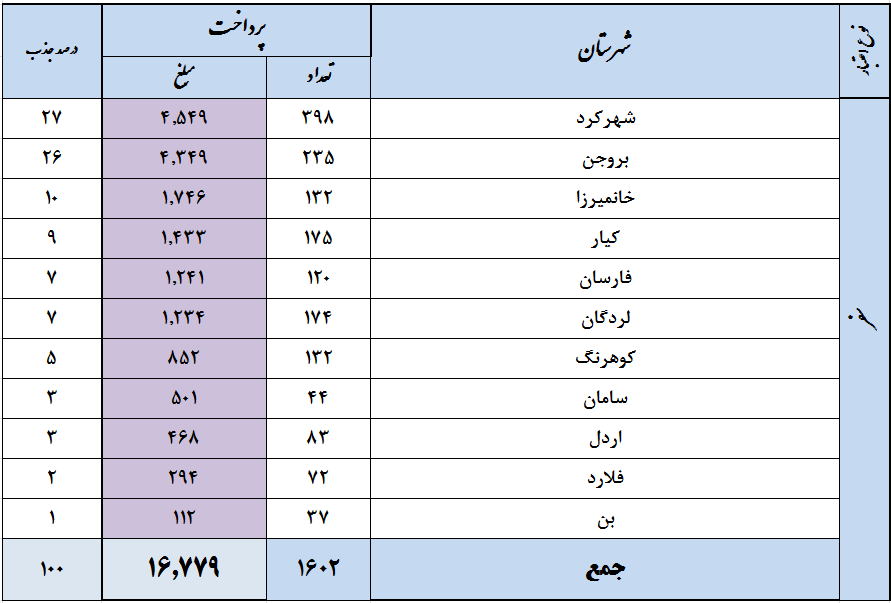 نوع اعتبار شهرستان پرداخت درصد جذب
تعداد مبلغ
شهرکرد ۳۹۸ ۴,۵۴۹ ۲۷
بروجن ۲۳۵ ۴,۳۴۹ ۲۶
خانمیرزا ۱۳۲ ۱,۷۴۶ ۱۰
کیار ۱۷۵ ۱,۴۳۳ ۹
فارسان ۱۲۰ ۱,۲۴۱ ۷
لردگان ۱۷۴ ۱,۲۳۴ ۷
کوهرنگ ۱۳۲ ۸۵۲ ۵
سامان ۴۴ ۵۰۱ ۳
اردل ۸۳ ۴۶۸ ۳
فلارد ۷۲ ۲۹۴ ۲
بن ۳۷ ۱۱۲ ۱
جمع ۱۶۰۲ ۱۶,۷۷۹ ۱۰۰